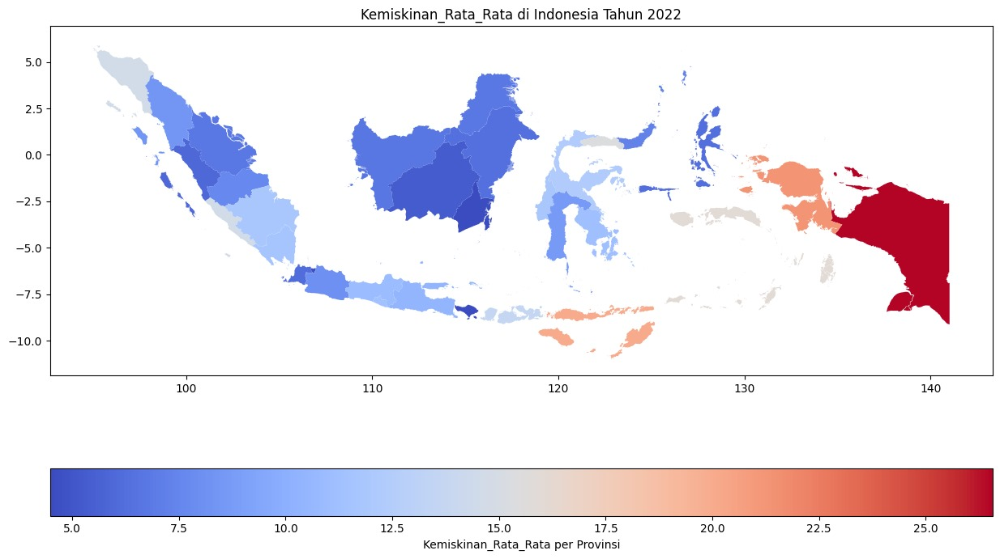 Kemiskinan_Rata_Rata di Indonesia Tahun 2022
5.0
2.5
0.0
−2.5
−5.0
−7.5
−10.0
100 110 120 130 140
5.0 7.5 10.0 12.5 15.0 17.5 20.0 22.5 25.0
Kemiskinan_Rata_Rata per Provinsi